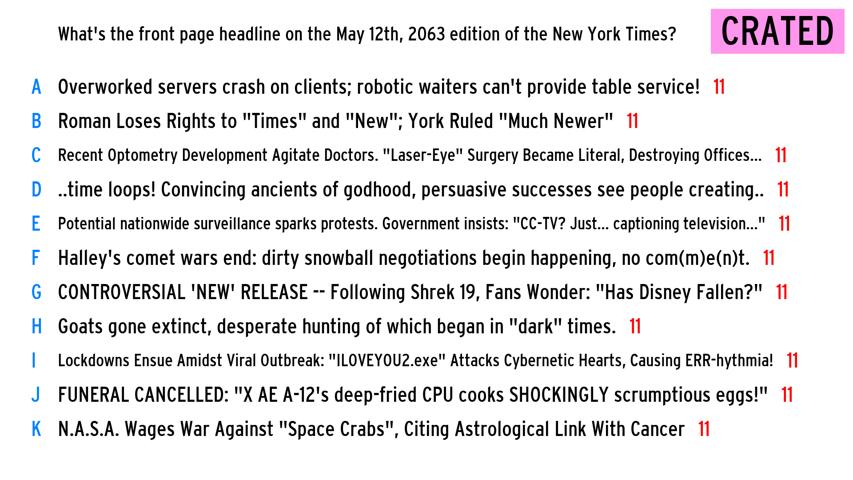 What's the front page headline on the May 12th, 2063 edition of the New York Times?
CRATED
A Overworked servers crash on clients; robotic waiters can't provide table service! 11
B Roman Loses Rights to "Times" and "New"; York Ruled "Much Newer" 11
C Recent Optometry Development Agitate Doctors. "Laser-Eye" Surgery Became Literal, Destroying Offices... 11
D ..time loops! Convincing ancients of godhood, persuasive successes see people creating.. 11
E Potential nationwide surveillance sparks protests. Government insists: "CC-TV? Just... captioning television..." 11
F Halley's comet wars end: dirty snowball negotiations begin happening, no com(m)e(n)t. 11
G CONTROVERSIAL 'NEW' RELEASE -- Following Shrek 19, Fans Wonder: "Has Disney Fallen?" 11
H Goats gone extinct, desperate hunting of which began in "dark" times. 11
I Lockdowns Ensue Amidst Viral Outbreak: "ILOVEYOU2.exe" Attacks Cybernetic Hearts, Causing ERR-hythmia! 11
J FUNERAL CANCELLED: "X AE A-12's deep-fried CPU cooks SHOCKINGLY scrumptious eggs!" 11
K N.A.S.A. Wages War Against "Space Crabs", Citing Astrological Link With Cancer 11